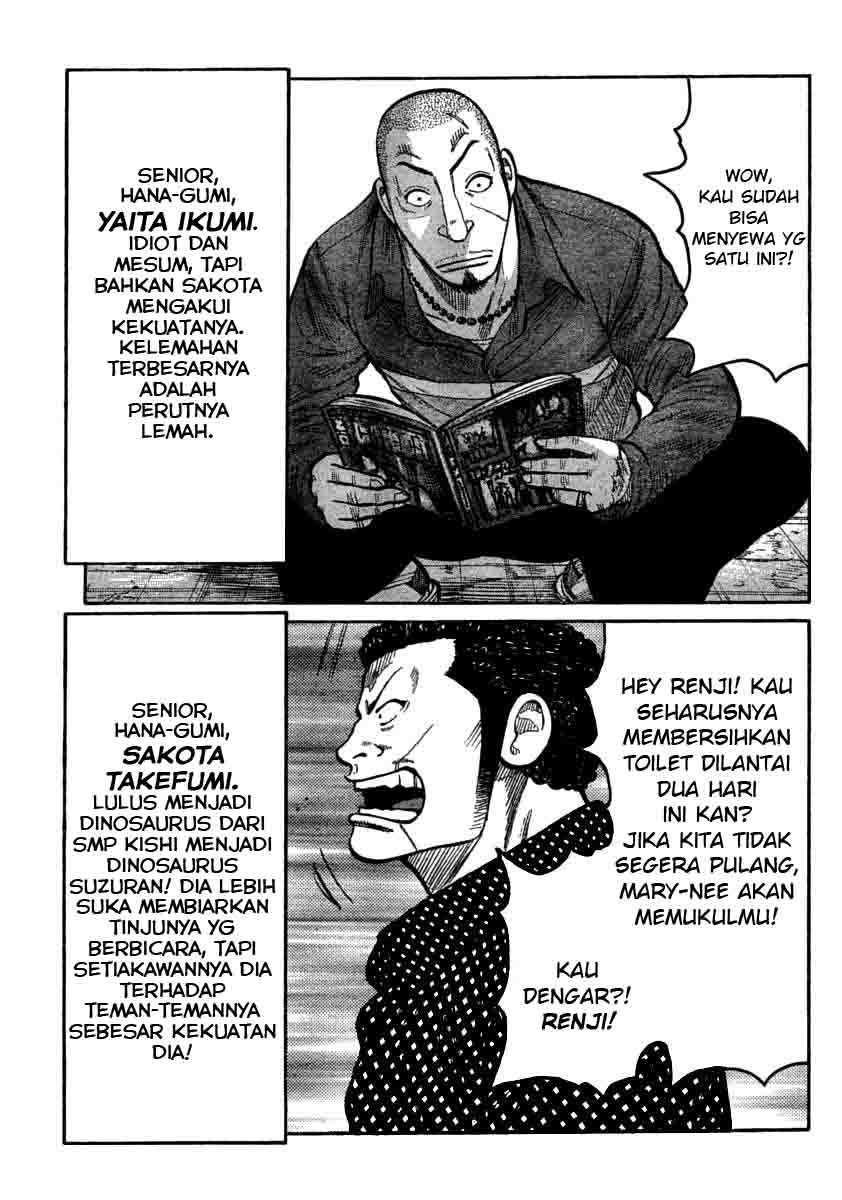 SENIOR,
HANA-GUMI,
YAITA IKUMI.
IDIOT DAN
MESUM, TAPI
BAHKAN SAKOTA
MENGAKUI
KEKUATANYA.
KELEMAHAN
TERBESARNYA
ADALAH
PERUTNYA
LEMAH.
WOW,
KAU SUDAH
BISA
MENYEWA YG
SATU INI?!
SENIOR,
HANA-GUMI,
SAKOTA
TAKEFUMI.
LULUS MENJADI
DINOSAURUS DARI
SMP KISHI MENJADI
DINOSAURUS
SUZURAN! DIA LEBIH
SUKA MEMBIARKAN
TINJUNYA YG
BERBICARA, TAPI
SETIAKAWANNYA DIA
TERHADAP
TEMAN-TEMANNYA
SEBESAR KEKUATAN
DIA!
HEY RENJI! KAU
SEHARUSNYA
MEMBERSIHKAN
TOILET DILANTAI
DUA HARI
INI KAN?
JIKA KITA TIDAK
SEGERA PULANG,
MARY-NEE AKAN
MEMUKULMU!
KAU
DENGAR?!
RENJI!